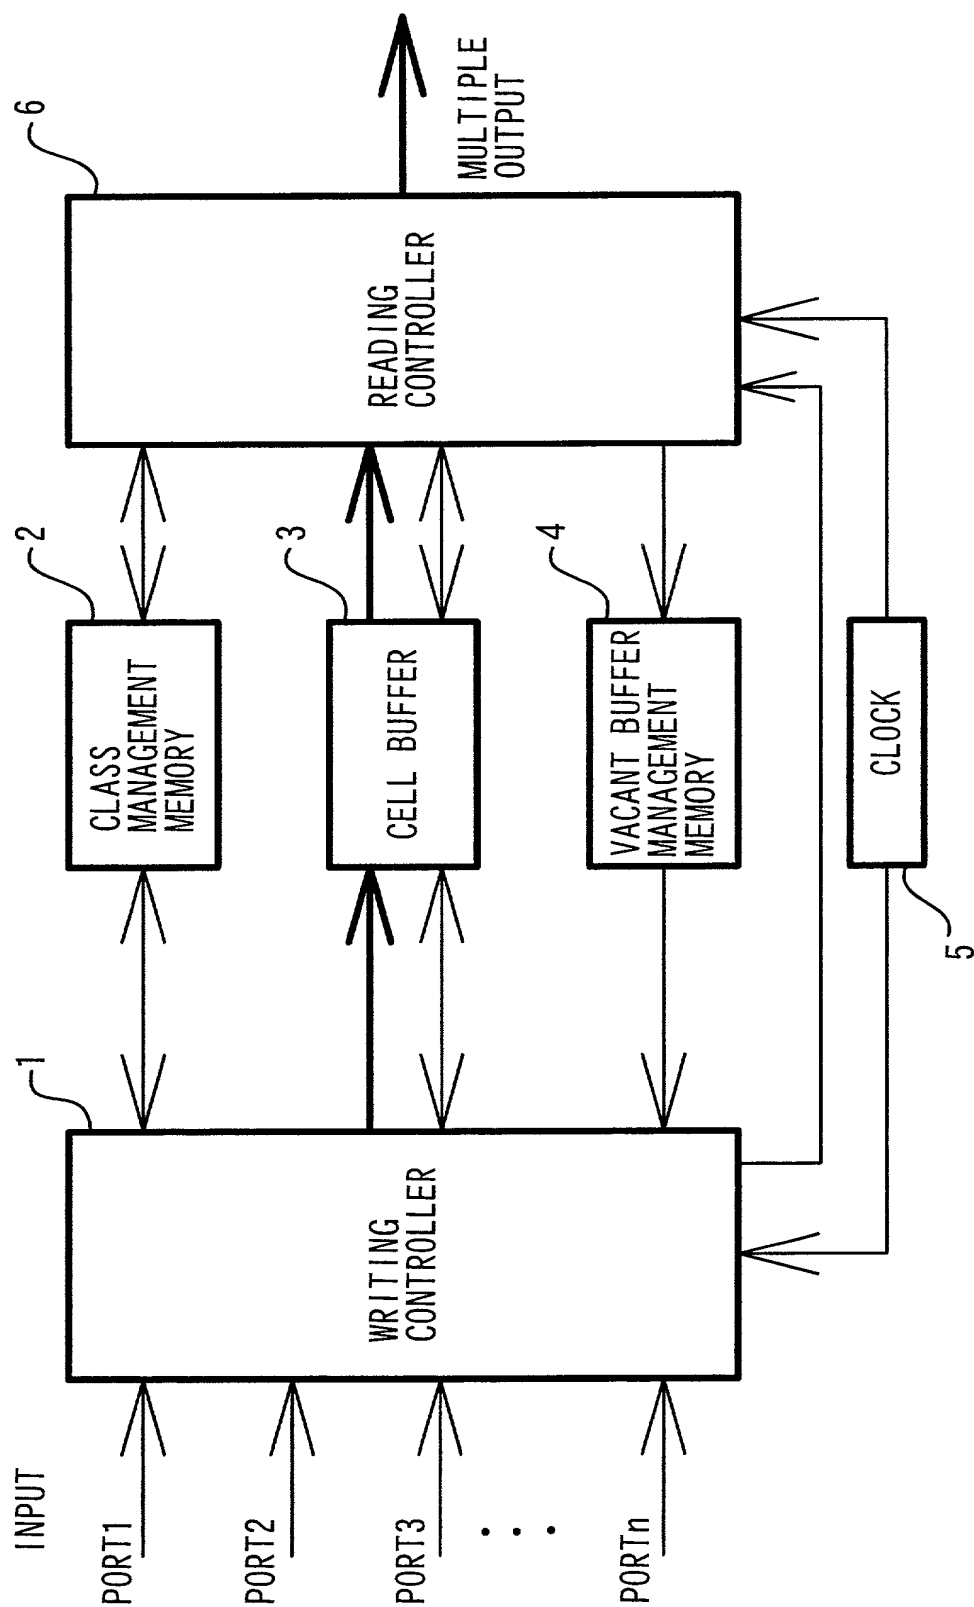 INPUT
PORT1
PORT2
PORT3
. . .
PORTn
1
WRITING
CONTROLLER
2
CLASS
MANAGEMENT
MEMORY
3
CELL BUFFER
4
VACANT BUFFER
MANAGEMENT
MEMORY
5
CLOCK
6
READING
CONTROLLER
MULTIPLE
OUTPUT